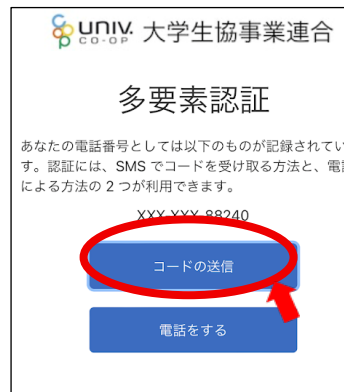 UNIV. CO-OP 大学生協事業連合
多要素認証
あなたの電話番号としては以下のものが記録されてい
す。認証には、SMS でコードを受け取る方法と、電
による方法の 2 つが利用できます。
XXX-XXX-88240
コードの送信
電話をする